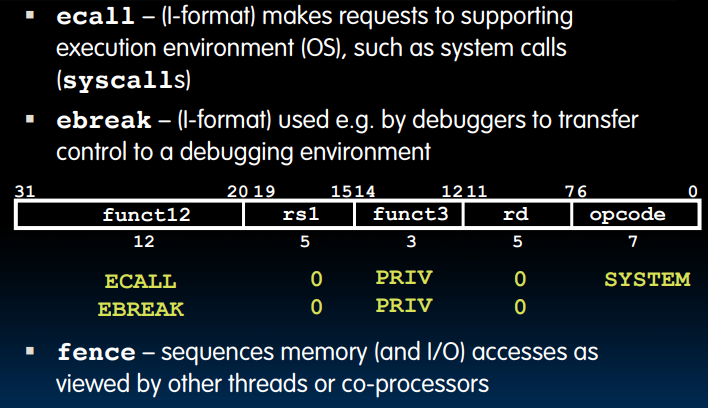 ▪ ecall – (I-format) makes requests to supporting
execution environment (OS), such as system calls
(syscalls)
▪ ebreak – (I-format) used e.g. by debuggers to transfer
control to a debugging environment
31 20 19 15 14 12 11 7 6 0
funct12 rs1 funct3 rd opcode
12 5 3 5 7
ECALL 0 PRIV 0 SYSTEM
EBREAK 0 PRIV 0
▪ fence – sequences memory (and I/O) accesses as
viewed by other threads or co-processors